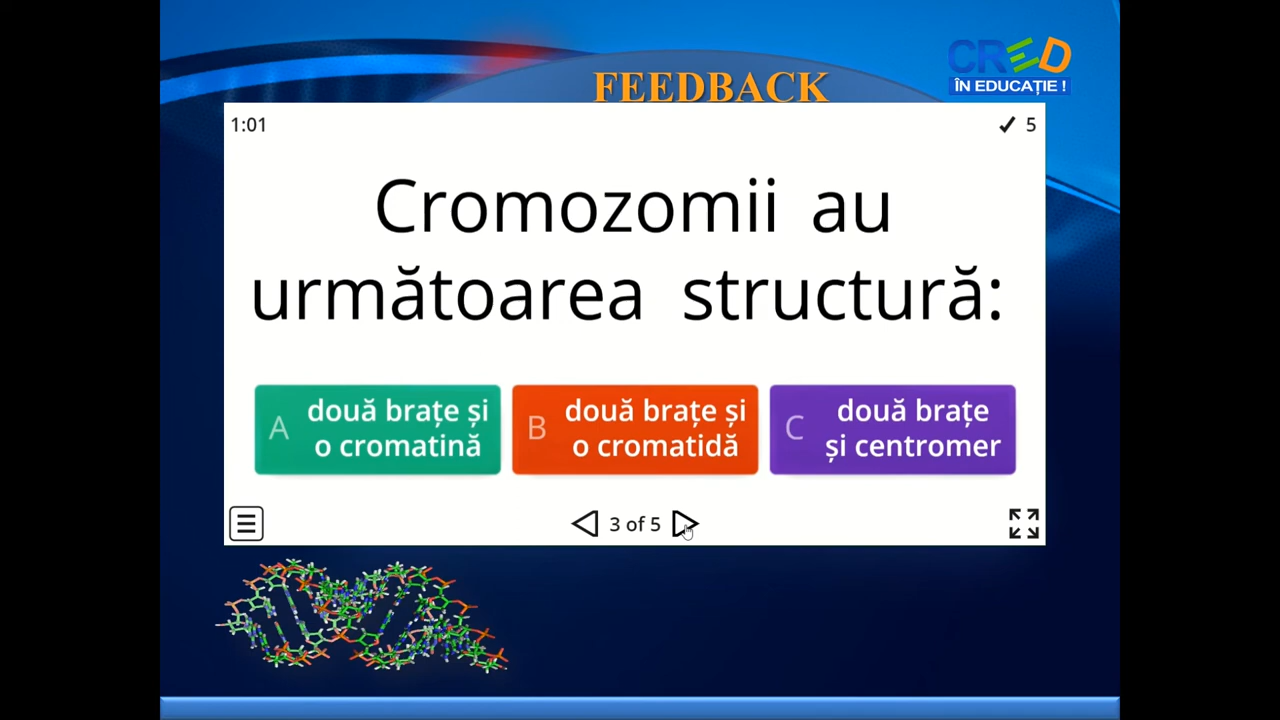 CRED
ÎN EDUCAȚIE !
FEEDBACK
1:01
✓ 5
Cromozomii au
următoarea structură:
A
două brațe și
o cromatină
B
două brațe și
o cromatidă
C
două brațe
și centromer
3 of 5